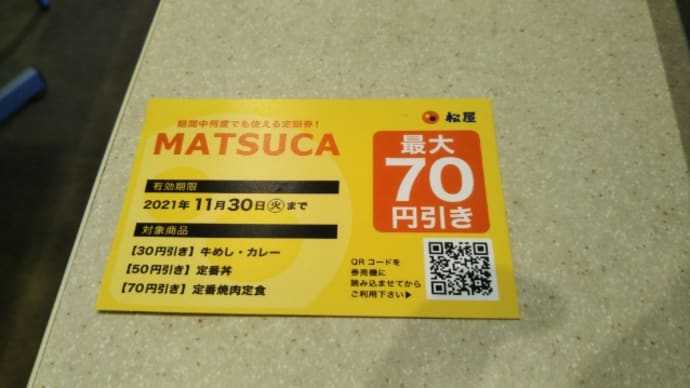 期間中何度でも使える定期券!
MATSUCA
有効期限
2021年 11月30日㊋まで
対象商品
【30円引き】牛めし・カレー
【50円引き】定番丼
【70円引き】定番焼肉定食
松屋
最大
70
円引き
QRコードを
券売機に
読み込ませてから
ご利用下さい▶